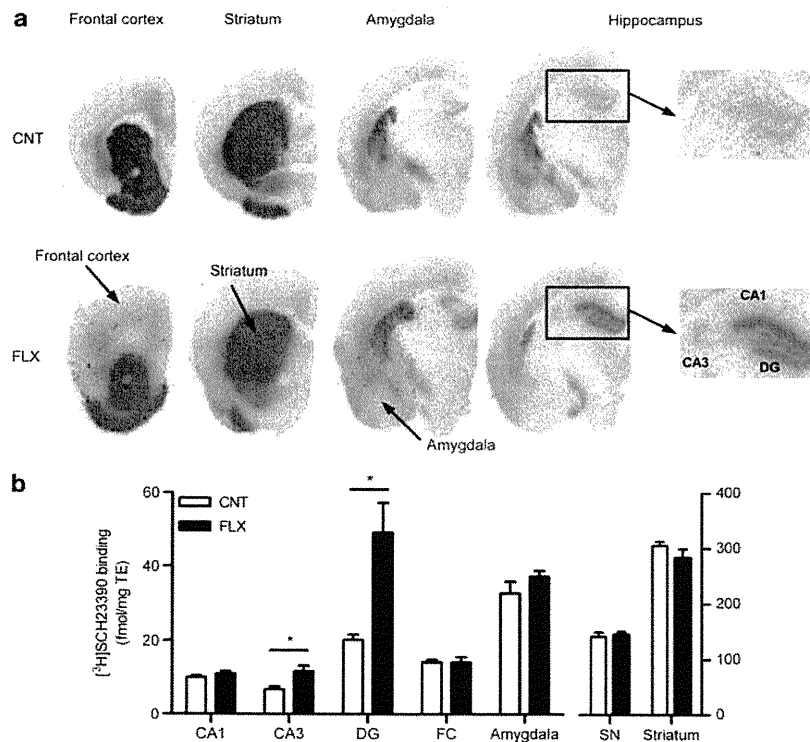 a
Frontal cortex Striatum Amygdala Hippocampus
CNT
Frontal cortex
Striatum
CA1
FLX
CA3
DG
Amygdala
b
60 400
CNT
FLX
* *
300
40
200
20
100
0 0
[³H]SCH23390 binding
(fmol/mg TE)
CA1 CA3 DG FC Amygdala SN Striatum